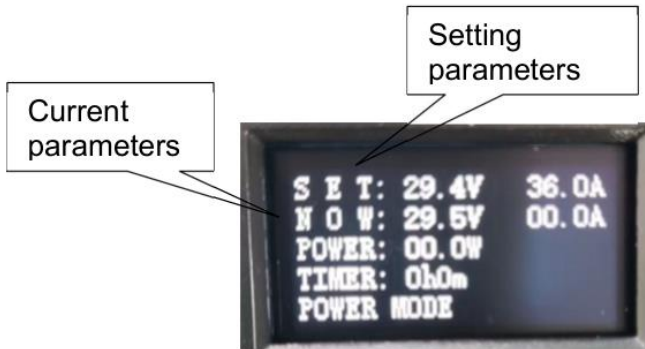 Setting
parameters
Current
parameters
S E T: 29.4V 36.0A
N O W: 29.5V 00.0A
POWER: 00.0W
TIMER: 0h0m
POWER MODE